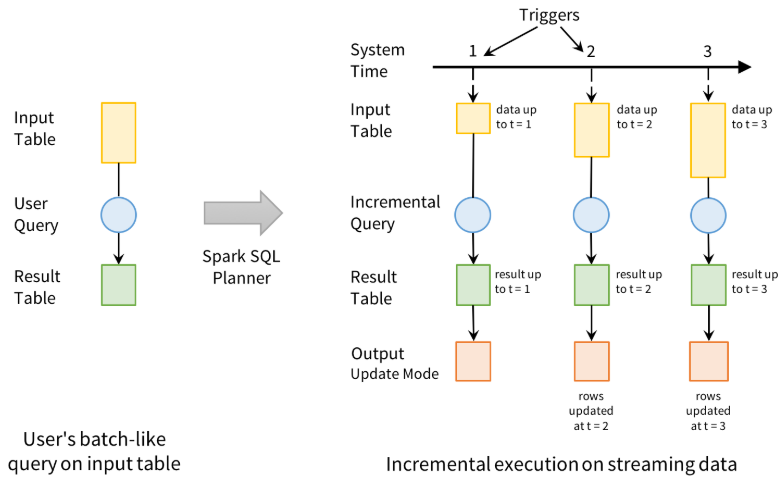 Triggers
System
Time
1
2
3
Input
Table
Input
Table
data up
to t = 1
data up
to t = 2
data up
to t = 3
User
Query
Incremental
Query
Spark SQL
Planner
Result
Table
Result
Table
result up
to t = 1
result up
to t = 2
result up
to t = 3
Output
Update Mode
rows
updated
at t = 2
rows
updated
at t = 3
User's batch-like
query on input table
Incremental execution on streaming data